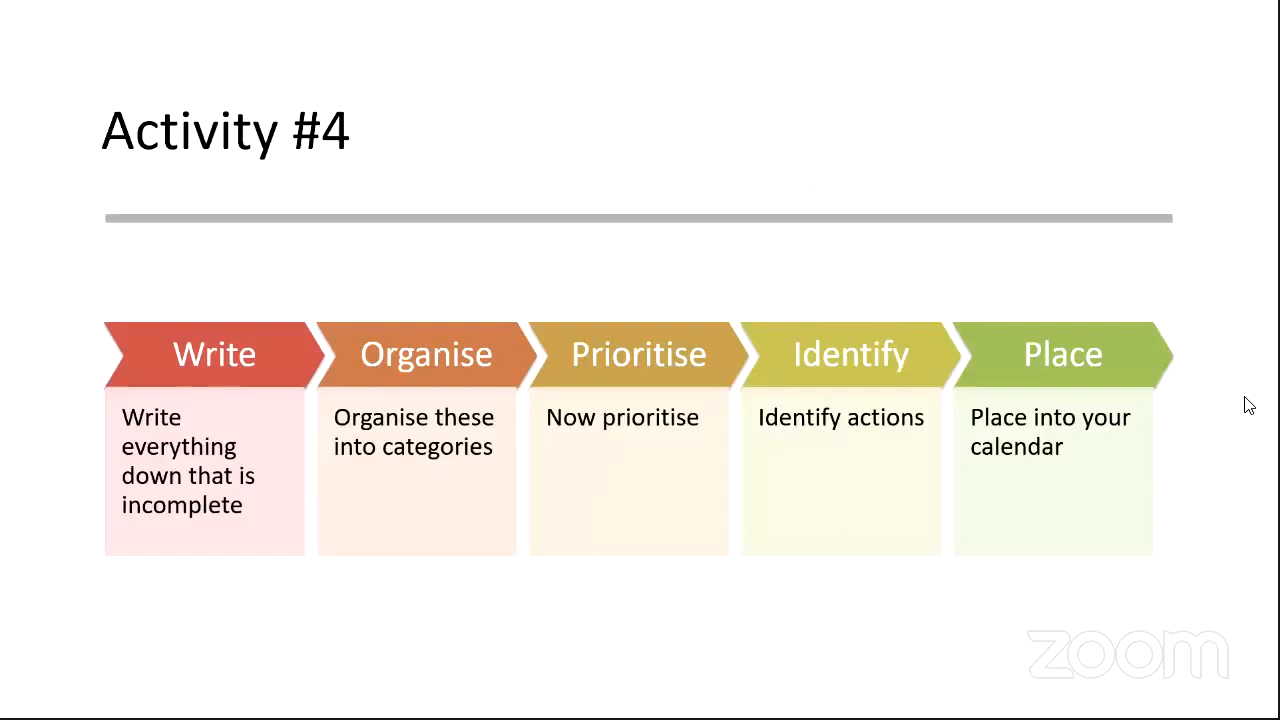 Activity #4
Write
Organise
Prioritise
Identify
Place
Write
everything
down that is
incomplete
Organise these
into categories
Now prioritise
Identify actions
Place into your
calendar
zoom